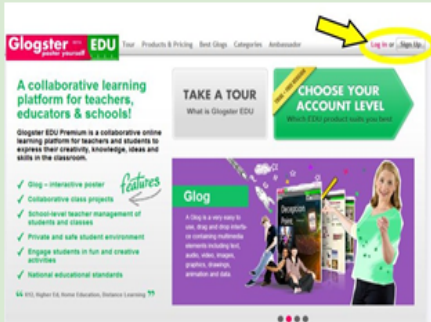 Glogster EDU Tour Products & Pricing Best Glogs Categories Ambassador Log In or Sign Up
poster yourself
A collaborative learning
platform for teachers,
educators & schools!
Glogster EDU Premium is a collaborative online
learning platform for teachers and students to
express their creativity, knowledge, ideas and
skills in the classroom.
features
Glog – interactive poster
Collaborative class projects
School-level teacher management of
students and classes
Private and safe student environment
Engage students in fun and creative
activities
National educational standards
K12, Higher Ed, Home Education, Distance Learning
TAKE A TOUR
What is Glogster EDU
CHOOSE YOUR
ACCOUNT LEVEL
Which EDU product suits you best
Glog
A Glog is a very easy to
use, drag and drop interfa
ce containing multimedia
elements including text,
audio, video, images,
graphics, drawings,
animation and data.
Deception
Point